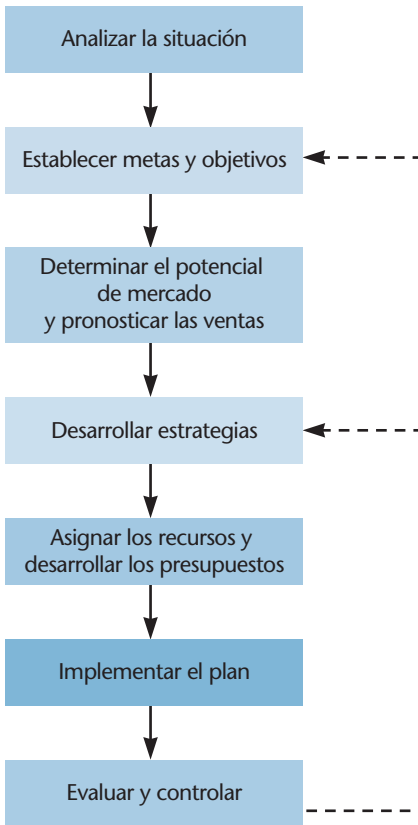 Analizar la situación
Establecer metas y objetivos
Determinar el potencial
de mercado
y pronosticar las ventas
Desarrollar estrategias
Asignar los recursos y
desarrollar los presupuestos
Implementar el plan
Evaluar y controlar